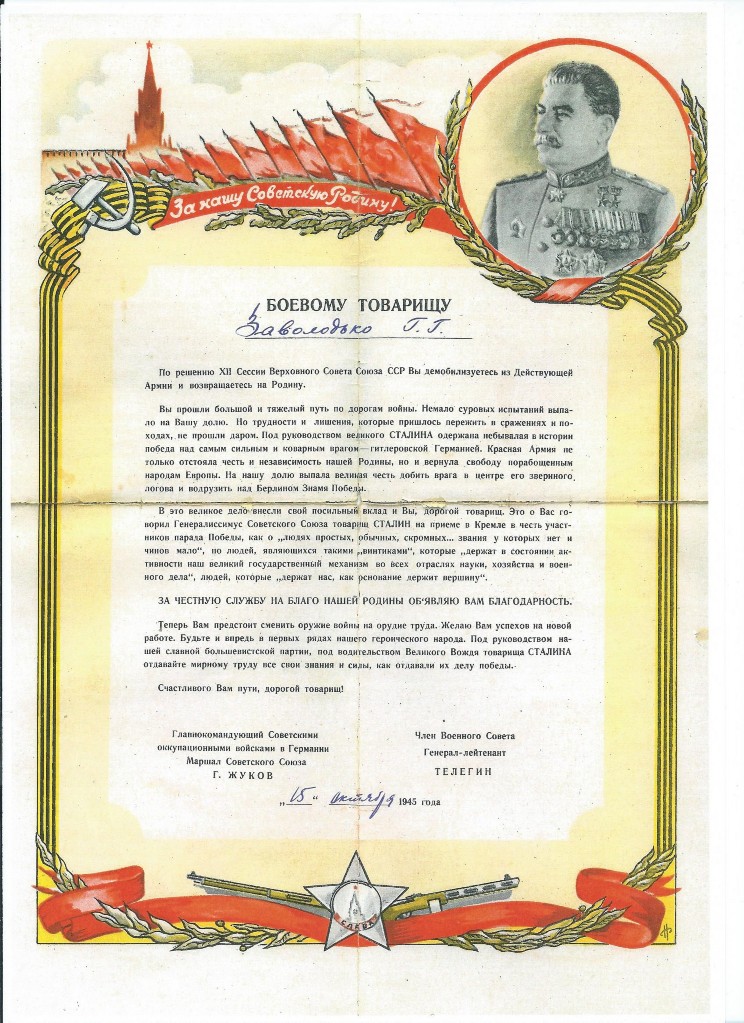 За нашу Советскую Родину!
БОЕВОМУ ТОВАРИЩУ
Заволодько Г. Г.
По решению XII Сессии Верховного Совета Союза ССР Вы демобилизуетесь из Действующей
Армии и возвращаетесь на Родину.
Вы прошли большой и тяжелый путь по дорогам войны. Немало суровых испытаний выпа-
ло на Вашу долю. Но трудности и лишения, которые пришлось пережить в сражениях и по-
ходах, не прошли даром. Под руководством великого СТАЛИНА одержана небывалая в истории
победа над самым сильным и коварным врагом—гитлеровской Германией. Красная Армия не
только отстояла честь и независимость нашей Родины, но и вернула свободу порабощенным
народам Европы. На нашу долю выпала великая честь добить врага в центре его звериного
логова и водрузить над Берлином Знамя Победы.
В это великое дело внесли свой посильный вклад и Вы, дорогой товарищ. Это о Вас го-
ворил Генералиссимус Советского Союза товарищ СТАЛИН на приеме в Кремле в честь участ-
ников парада Победы, как о „людях простых, обычных, скромных... звания у которых нет и
чинов мало", по людей, являющихся такими „винтиками", которые „держат в состоянии ак-
тивности наш великий государственный механизм во всех отраслях науки, хозяйства и воен-
ного дела", людей, которые „держат нас, как основание держит вершину".
ЗА ЧЕСТНУЮ СЛУЖБУ НА БЛАГО НАШЕЙ РОДИНЫ ОБ'ЯВЛЯЮ ВАМ БЛАГОДАРНОСТЬ.
Теперь Вам предстоит сменить оружие войны на орудие труда. Желаю Вам успехов на новой
работе. Будьте и впредь в первых рядах нашего героического народа. Под руководством на-
шей славной большевистской партии, под водительством Великого Вождя товарища СТАЛИНА
отдавайте мирному труду все свои знания и силы, как отдавали их делу победы.
Счастливого Вам пути, дорогой товарищ!
Главнокомандующий Советскими
оккупационными войсками в Германии
Маршал Советского Союза
Г. ЖУКОВ
Член Военного Совета
Генерал-лейтенант
ТЕЛЕГИН
„15" октября 1945 года
СЛАВА